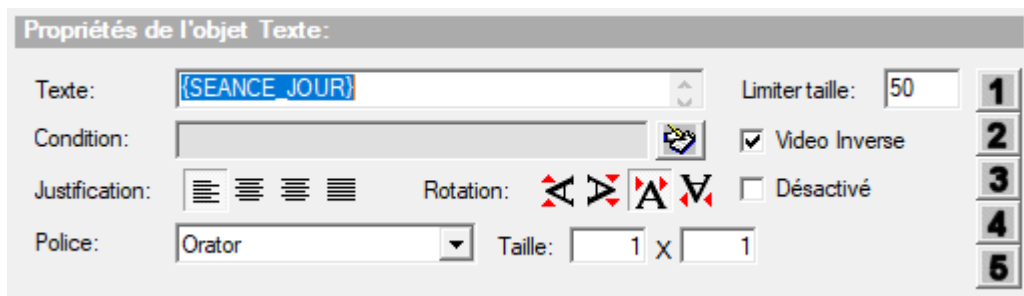 Propriétés de l'objet Texte:
Texte: {SEANCE_JOUR} Limiter taille: 50 1
Condition: Video Inverse 2
Justification: Rotation: Désactivé 3
4
Police: Orator Taille: 1 X 1
5